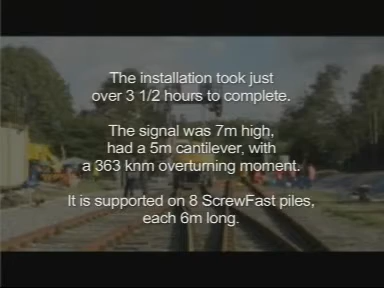 The installation took just
over 3 1/2 hours to complete.
The signal was 7m high,
had a 5m cantilever, with
a 363 knm overturning moment.
It is supported on 8 ScrewFast piles,
each 6m long.